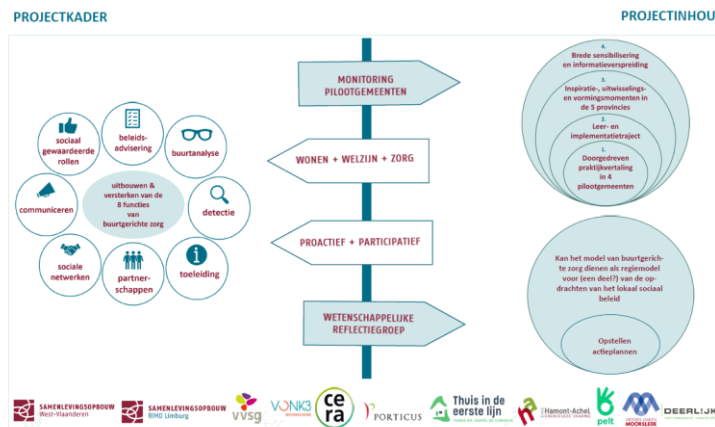 PROJECTKADER
PROJECTINHOU
sociaal
gewaardeerde
rollen
beleids-
advisering
buurtanalyse
communiceren
uitbouwen &
versterken van de
8 functies
van
buurtgerichte zorg
detectie
sociale
netwerken
partner-
schappen
toeleiding
MONITORING
PILOOTGEMEENTEN
WONEN + WELZIJN + ZORG
PROACTIEF + PARTICIPATIEF
WETENSCHAPPELIJKE
REFLECTIEGROEP
4.
Brede sensibilisering
en informatieverspreiding
3.
Inspiratie-, uitwisselings-
en vormingsmomenten in
de 5 provincies
2.
Leer- en
implementatietraject
1.
Doorgedreven
praktijkvertaling
in 4
pilootgemeenten
Kan het model van buurtgerich-
te zorg dienen als regiemodel
voor (een deel?) van de op-
drachten van het lokaal sociaal
beleid
Opstellen
actieplannen
SAMENLEVINGSOPBOUW
West-Vlaanderen
SAMENLEVINGSOPBOUW
RIMO Limburg
vvsg
VONK3
cera
PORTICUS
Thuis in de
eerste lijn
ha
Hamont-Achel
pelt
MOORSLEDE
DEERLIJK